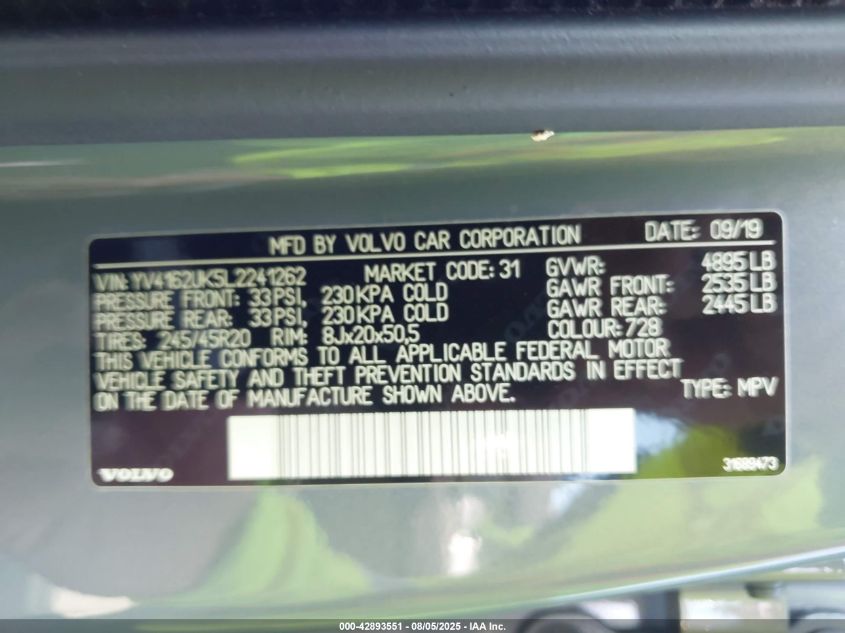 MFD BY VOLVO CAR CORPORATION DATE: 09/19
VIN: YV4162UK5L2241262 MARKET CODE: 31 GVWR: 4895 LB
PRESSURE FRONT: 33 PSI, 230 KPA COLD GAWR FRONT: 2535 LB
PRESSURE REAR: 33 PSI, 230 KPA COLD GAWR REAR: 2445 LB
TIRES: 245/45R20 RIM: 8Jx20x50,5 COLOUR: 728
THIS VEHICLE CONFORMS TO ALL APPLICABLE FEDERAL MOTOR
VEHICLE SAFETY AND THEFT PREVENTION STANDARDS IN EFFECT
ON THE DATE OF MANUFACTURE SHOWN ABOVE. TYPE: MPV
VOLVO 31689473
000-42893551 - 08/05/2025 - IAA Inc.